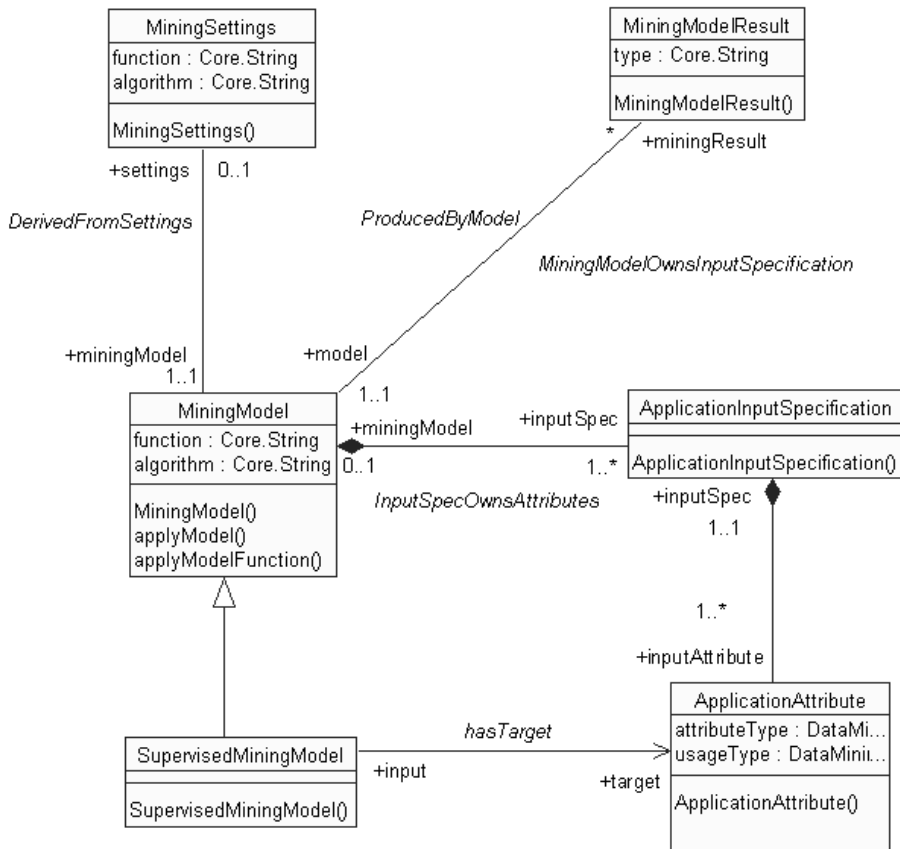 MiningSettings
function : Core.String
algorithm : Core.String
MiningSettings()
+settings
0..1
DerivedFromSettings
+miningModel
1..1
MiningModelResult
type : Core.String
MiningModelResult()
*
+miningResult
ProducedByModel
MiningModelOwnsInputSpecification
+model
1..1
MiningModel
function : Core.String
algorithm : Core.String
MiningModel()
applyModel()
applyModelFunction()
+miningModel
0..1
+inputSpec
1..*
InputSpecOwnsAttributes
ApplicationInputSpecification
ApplicationInputSpecification()
+inputSpec
1..1
1..*
+inputAttribute
SupervisedMiningModel
SupervisedMiningModel()
hasTarget
+input
+target
ApplicationAttribute
attributeType : DataMi...
usageType : DataMinii...
ApplicationAttribute()